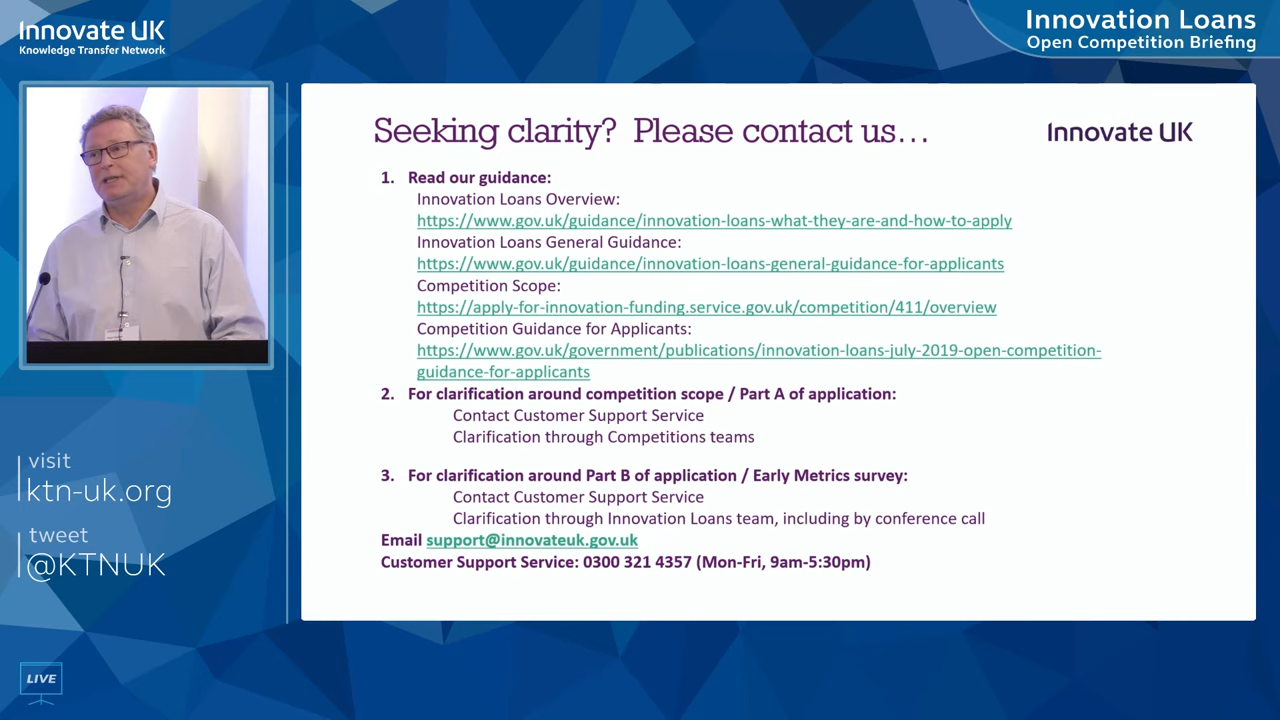 Innovate UK
Knowledge Transfer Network
Innovation Loans
Open Competition Briefing
Seeking clarity? Please contact us…
Innovate UK
1. Read our guidance:
Innovation Loans Overview:
https://www.gov.uk/guidance/innovation-loans-what-they-are-and-how-to-apply
Innovation Loans General Guidance:
https://www.gov.uk/guidance/innovation-loans-general-guidance-for-applicants
Competition Scope:
https://apply-for-innovation-funding.service.gov.uk/competition/411/overview
Competition Guidance for Applicants:
https://www.gov.uk/government/publications/innovation-loans-july-2019-open-competition-
guidance-for-applicants
2. For clarification around competition scope / Part A of application:
Contact Customer Support Service
Clarification through Competitions teams
3. For clarification around Part B of application / Early Metrics survey:
Contact Customer Support Service
Clarification through Innovation Loans team, including by conference call
Email support@innovateuk.gov.uk
Customer Support Service: 0300 321 4357 (Mon-Fri, 9am-5:30pm)
visit
ktn-uk.org
tweet
@KTNUK
LIVE